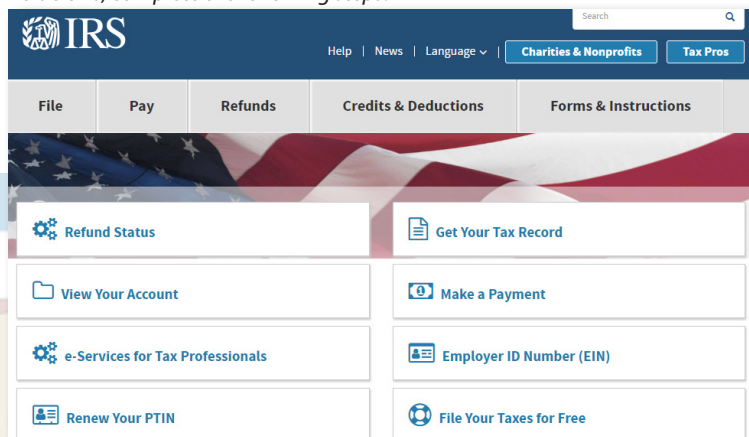 Search
IRS
Help | News | Language | Charities & Nonprofits Tax Pros
File Pay Refunds Credits & Deductions Forms & Instructions
Refund Status Get Your Tax Record
View Your Account Make a Payment
e-Services for Tax Professionals Employer ID Number (EIN)
Renew Your PTIN File Your Taxes for Free